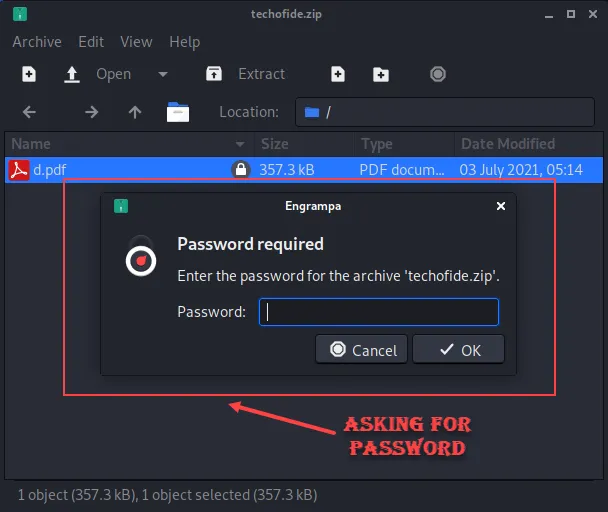 techofide.zip
Archive Edit View Help
Open Extract
Location: /
Name Size Type Date Modified
d.pdf 357.3 kB PDF docum... 03 July 2021, 05:14
Engrampa
Password required
Enter the password for the archive 'techofide.zip'.
Password:
Cancel OK
ASKING FOR
PASSWORD
1 object (357.3 kB), 1 object selected (357.3 kB)